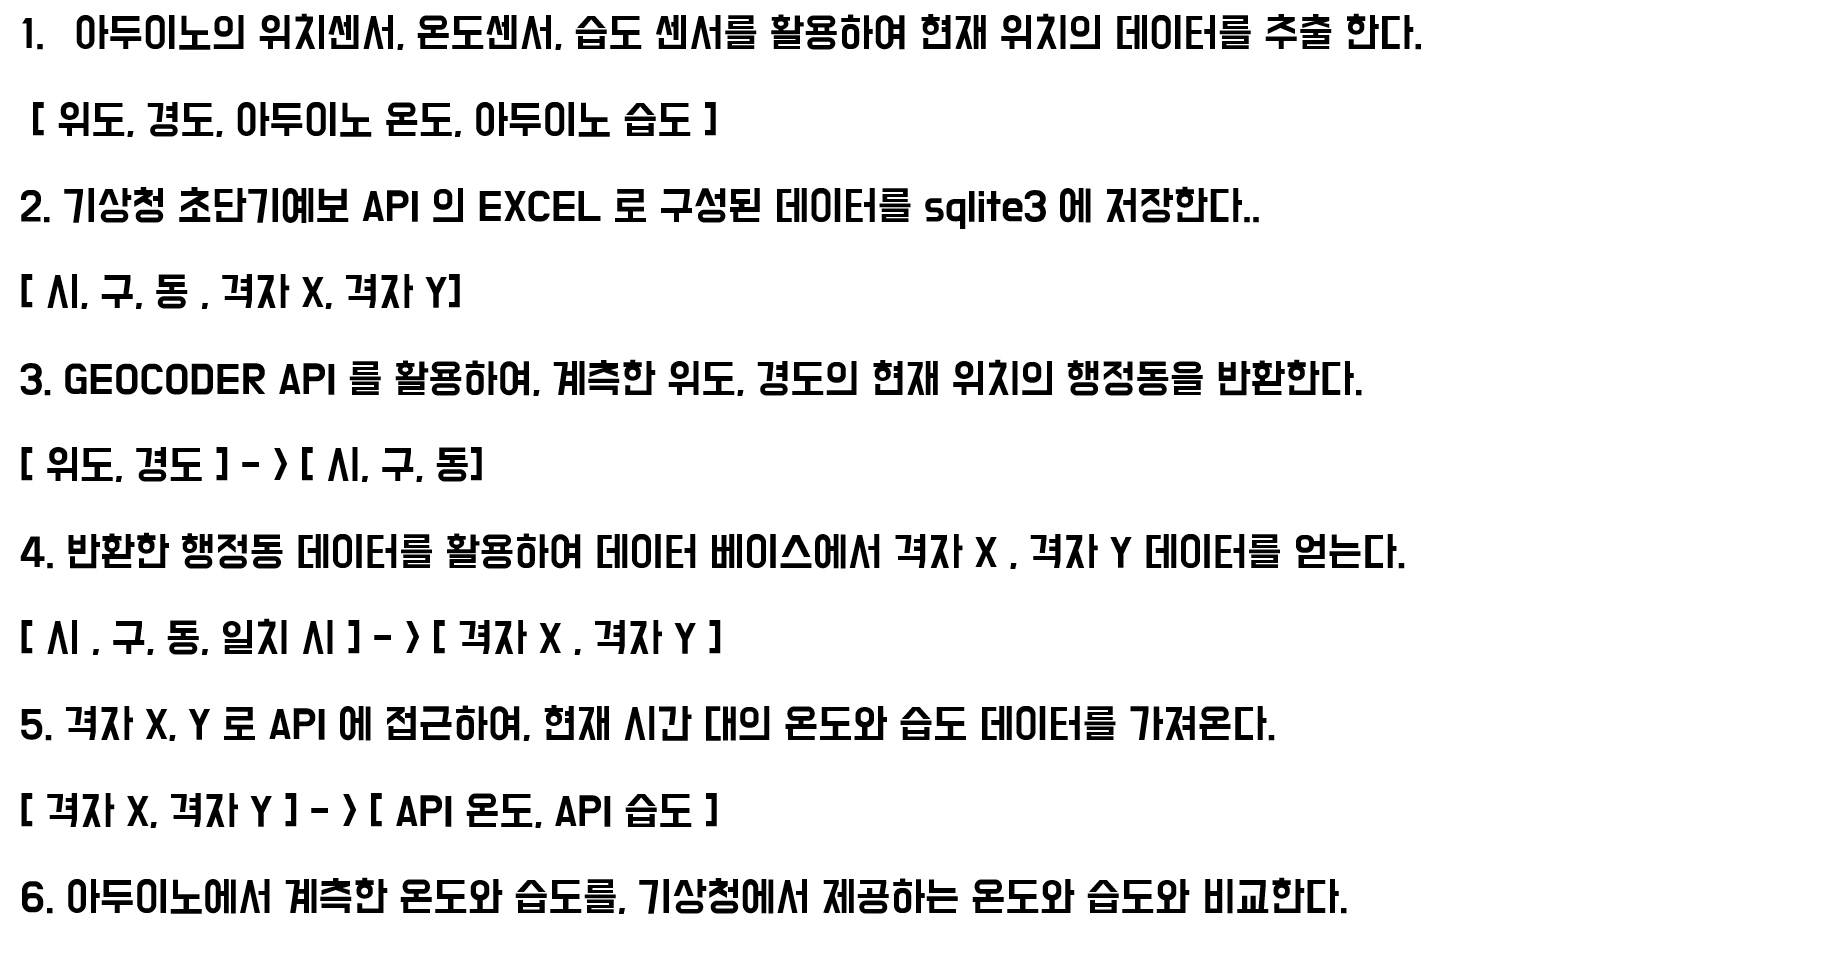 1. 아두이노의 위치센서, 온도센서, 습도 센서를 활용하여 현재 위치의 데이터를 추출 한다.
[ 위도, 경도, 아두이노 온도, 아두이노 습도 ]
2. 기상청 초단기예보 API 의 EXCEL 로 구성된 데이터를 sqlite3 에 저장한다..
[ 시, 구, 동 , 격자 X, 격자 Y]
3. GEOCODER API 를 활용하여, 계측한 위도, 경도의 현재 위치의 행정동을 반환한다.
[ 위도, 경도 ] - > [ 시, 구, 동]
4. 반환한 행정동 데이터를 활용하여 데이터 베이스에서 격자 X , 격자 Y 데이터를 얻는다.
[ 시 , 구, 동, 일치 시 ] - > [ 격자 X , 격자 Y ]
5. 격자 X, Y 로 API 에 접근하여, 현재 시간 대의 온도와 습도 데이터를 가져온다.
[ 격자 X, 격자 Y ] - > [ API 온도, API 습도 ]
6. 아두이노에서 계측한 온도와 습도를, 기상청에서 제공하는 온도와 습도와 비교한다.